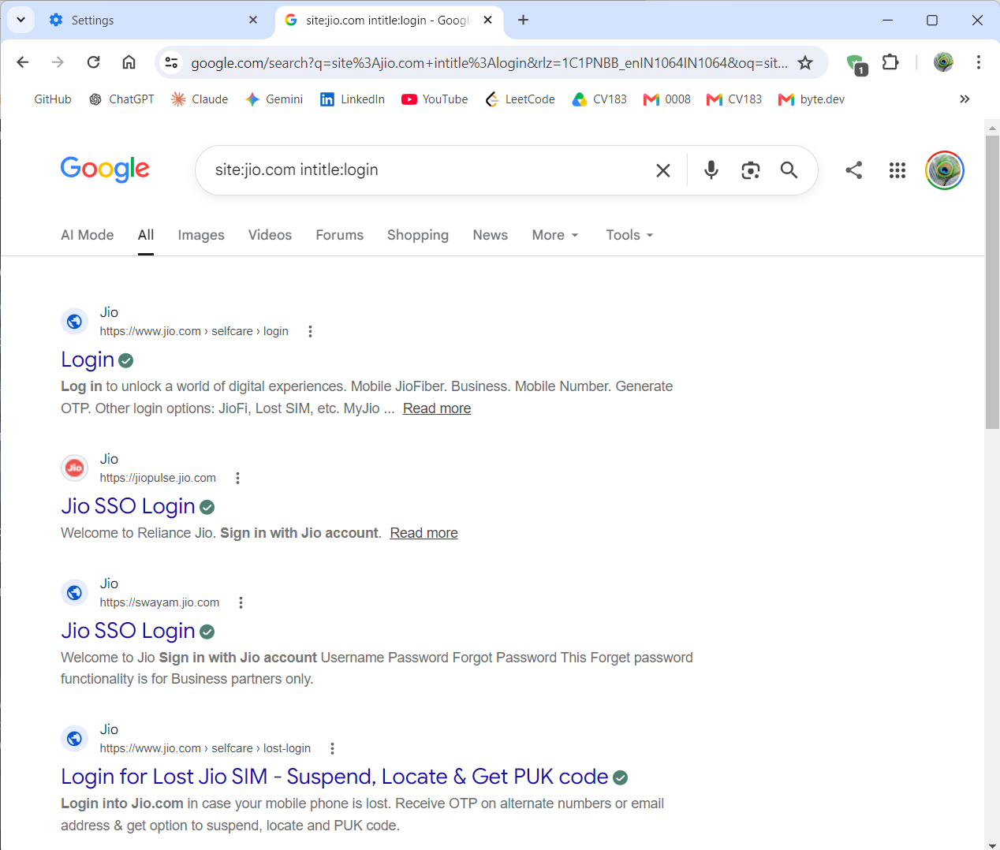 Settings
site:jio.com intitle:login - Googl
google.com/search?q=site%3Ajio.com+intitle%3Alogin&rlz=1C1PNBB_enIN1064IN1064&oq=sit...
1
GitHub ChatGPT Claude Gemini LinkedIn YouTube LeetCode CV183 0008 CV183 byte.dev
Google
site:jio.com intitle:login
AI Mode All Images Videos Forums Shopping News More Tools
Jio
https://www.jio.com › selfcare › login
Login
Log in to unlock a world of digital experiences. Mobile JioFiber. Business. Mobile Number. Generate
OTP. Other login options: JioFi, Lost SIM, etc. MyJio ... Read more
Jio
Jio
https://jiopulse.jio.com
Jio SSO Login
Welcome to Reliance Jio. Sign in with Jio account. Read more
Jio
https://swayam.jio.com
Jio SSO Login
Welcome to Jio Sign in with Jio account Username Password Forgot Password This Forget password
functionality is for Business partners only.
Jio
https://www.jio.com › selfcare › lost-login
Login for Lost Jio SIM - Suspend, Locate & Get PUK code
Login into Jio.com in case your mobile phone is lost. Receive OTP on alternate numbers or email
address & get option to suspend, locate and PUK code.